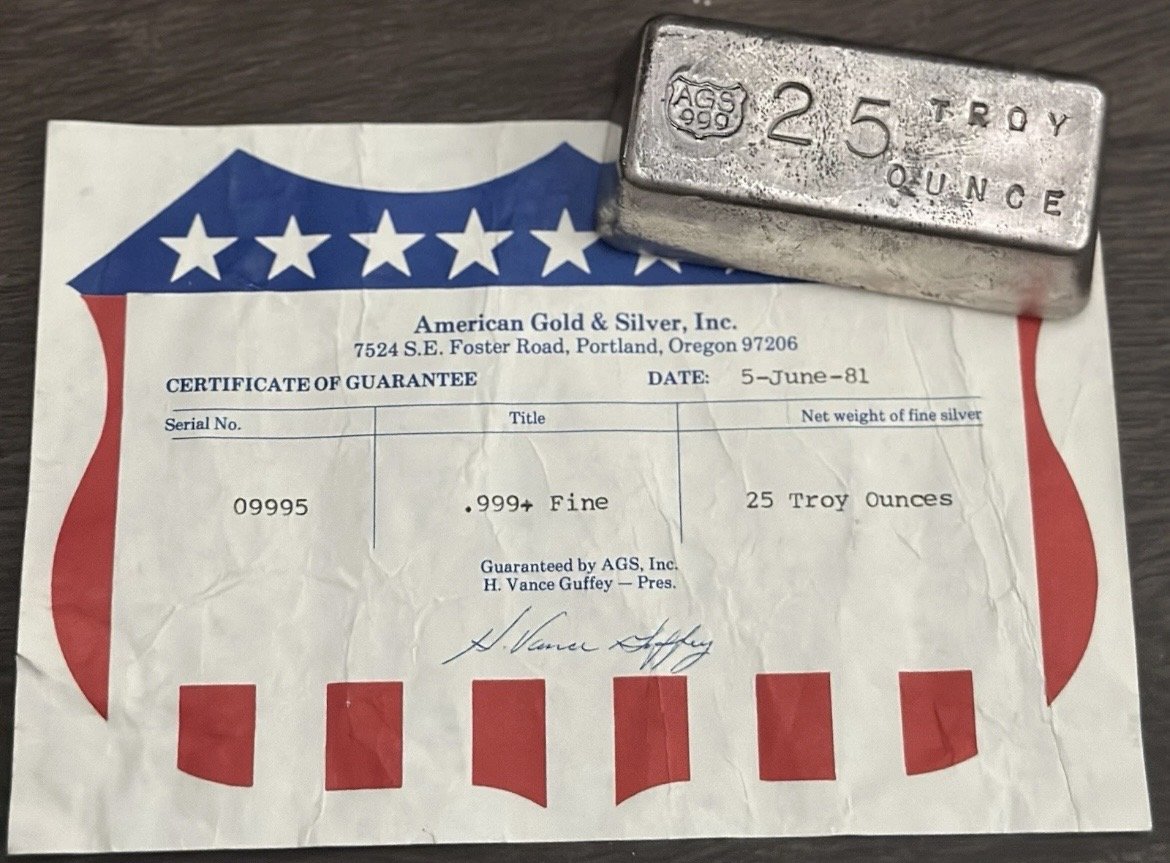 AGS
999
25 TROY
OUNCE
American Gold & Silver, Inc.
7524 S.E. Foster Road, Portland, Oregon 97206
CERTIFICATE OF GUARANTEE DATE: 5-June-81
Serial No. Title Net weight of fine silver
09995 .999+ Fine 25 Troy Ounces
Guaranteed by AGS, Inc.
H. Vance Guffey — Pres.
H. Vance Guffey